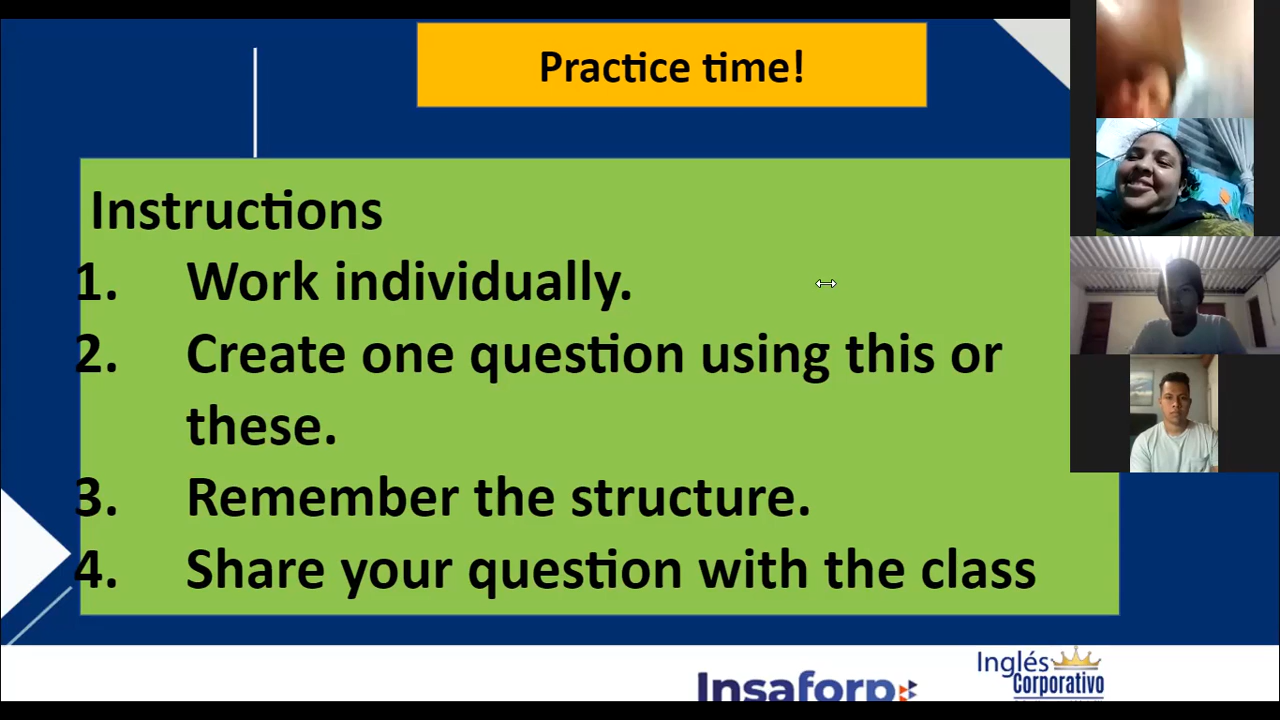 Practice time!
Instructions
1. Work individually.
2. Create one question using this or
these.
3. Remember the structure.
4. Share your question with the class
Insaforp
Inglés
Corporativo